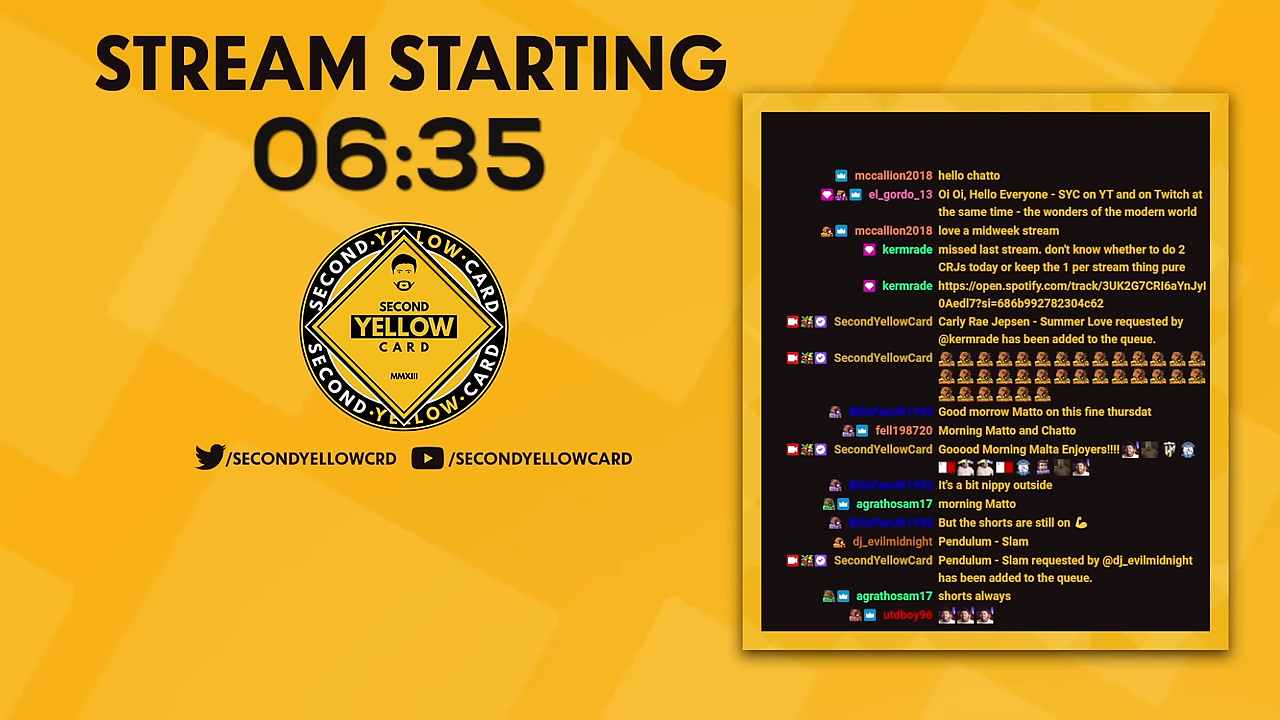 STREAM STARTING
06:35
SECOND·YELLOW·CARD
SECOND
YELLOW
CARD
MMXIII
SECOND·YELLOW·CARD
/SECONDYELLOWCRD /SECONDYELLOWCARD
mccallion2018 hello chatto
el_gordo_13 Oi Oi, Hello Everyone - SYC on YT and on Twitch at
the same time - the wonders of the modern world
mccallion2018 love a midweek stream
kermrade missed last stream. don't know whether to do 2
CRJs today or keep the 1 per stream thing pure
kermrade https://open.spotify.com/track/3UK2G7CRI6aYnJyI
0Aedl7?si=686b992782304c62
SecondYellowCard Carly Rae Jepsen - Summer Love requested by
@kermrade has been added to the queue.
SecondYellowCard
Good morrow Matto on this fine thursdat
fell198720 Morning Matto and Chatto
SecondYellowCard Gooood Morning Malta Enjoyers!!!!
It's a bit nippy outside
agrathosam17 morning Matto
But the shorts are still on 💪
dj_evilmidnight Pendulum - Slam
SecondYellowCard Pendulum - Slam requested by @dj_evilmidnight
has been added to the queue.
agrathosam17 shorts always
utdboy96